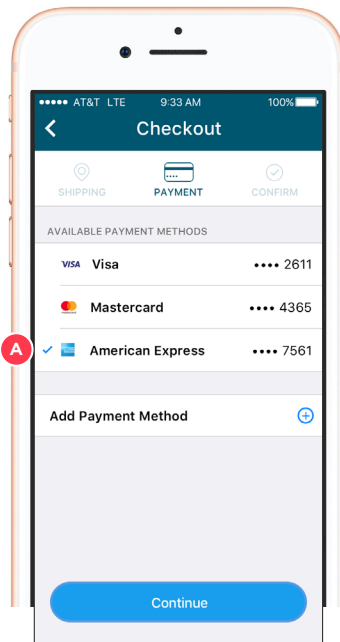 AT&T LTE 9:33 AM 100%
Checkout
SHIPPING PAYMENT CONFIRM
AVAILABLE PAYMENT METHODS
VISA Visa •••• 2611
Mastercard •••• 4365
A American Express •••• 7561
Add Payment Method
Continue